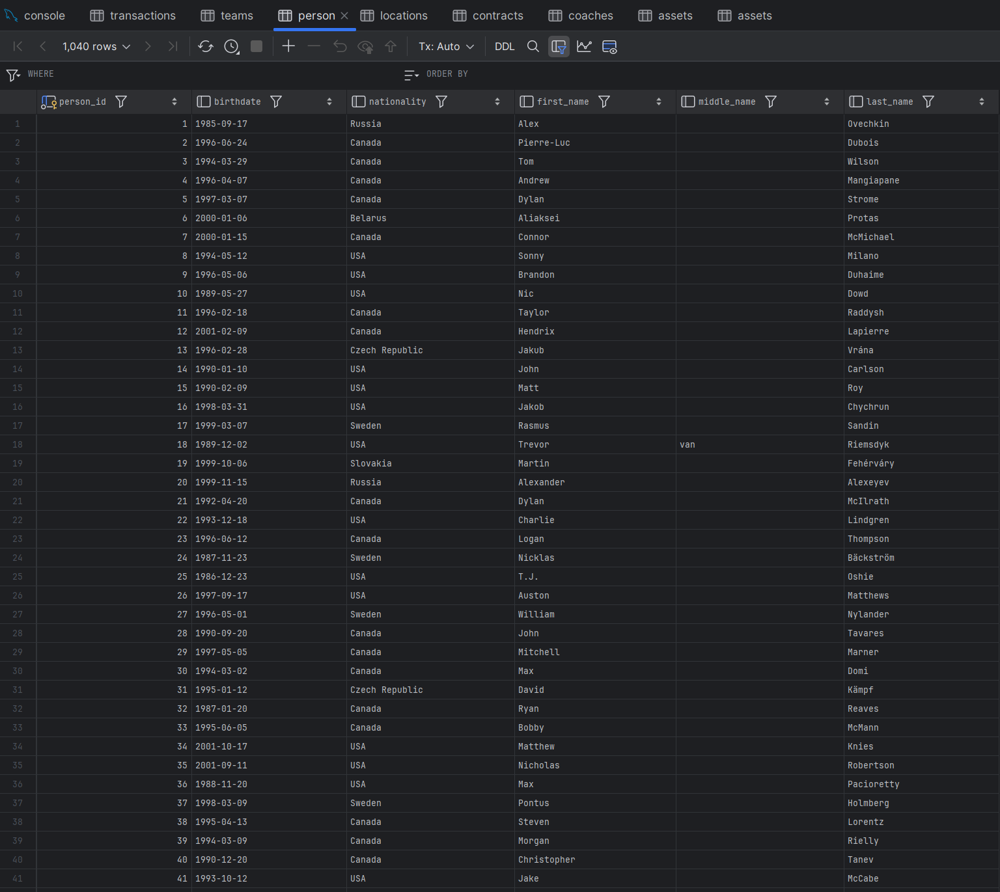 console transactions teams person locations contracts coaches assets assets
1,040 rows Tx: Auto DDL
WHERE ORDER BY
person_id birthdate nationality first_name middle_name last_name
1 1 1985-09-17 Russia Alex Ovechkin
2 2 1996-06-24 Canada Pierre-Luc Dubois
3 3 1994-03-29 Canada Tom Wilson
4 4 1996-04-07 Canada Andrew Mangiapane
5 5 1997-03-07 Canada Dylan Strome
6 6 2000-01-06 Belarus Aliaksei Protas
7 7 2000-01-15 Canada Connor McMichael
8 8 1994-05-12 USA Sonny Milano
9 9 1996-05-06 USA Brandon Duhaime
10 10 1989-05-27 USA Nic Dowd
11 11 1996-02-18 Canada Taylor Raddysh
12 12 2001-02-09 Canada Hendrix Lapierre
13 13 1996-02-28 Czech Republic Jakub Vrána
14 14 1990-01-10 USA John Carlson
15 15 1990-02-09 USA Matt Roy
16 16 1998-03-31 USA Jakob Chychrun
17 17 1999-03-07 Sweden Rasmus Sandin
18 18 1989-12-02 USA Trevor van Riemsdyk
19 19 1999-10-06 Slovakia Martin Fehérváry
20 20 1999-11-15 Russia Alexander Alexeyev
21 21 1992-04-20 Canada Dylan McIlrath
22 22 1993-12-18 USA Charlie Lindgren
23 23 1996-06-12 Canada Logan Thompson
24 24 1987-11-23 Sweden Nicklas Bäckström
25 25 1986-12-23 USA T.J. Oshie
26 26 1997-09-17 USA Auston Matthews
27 27 1996-05-01 Sweden William Nylander
28 28 1990-09-20 Canada John Tavares
29 29 1997-05-05 Canada Mitchell Marner
30 30 1994-03-02 Canada Max Domi
31 31 1995-01-12 Czech Republic David Kämpf
32 32 1987-01-20 Canada Ryan Reaves
33 33 1995-06-05 Canada Bobby McMann
34 34 2001-10-17 USA Matthew Knies
35 35 2001-09-11 USA Nicholas Robertson
36 36 1988-11-20 USA Max Pacioretty
37 37 1998-03-09 Sweden Pontus Holmberg
38 38 1995-04-13 Canada Steven Lorentz
39 39 1994-03-09 Canada Morgan Rielly
40 40 1990-12-20 Canada Christopher Tanev
41 41 1993-10-12 USA Jake McCabe